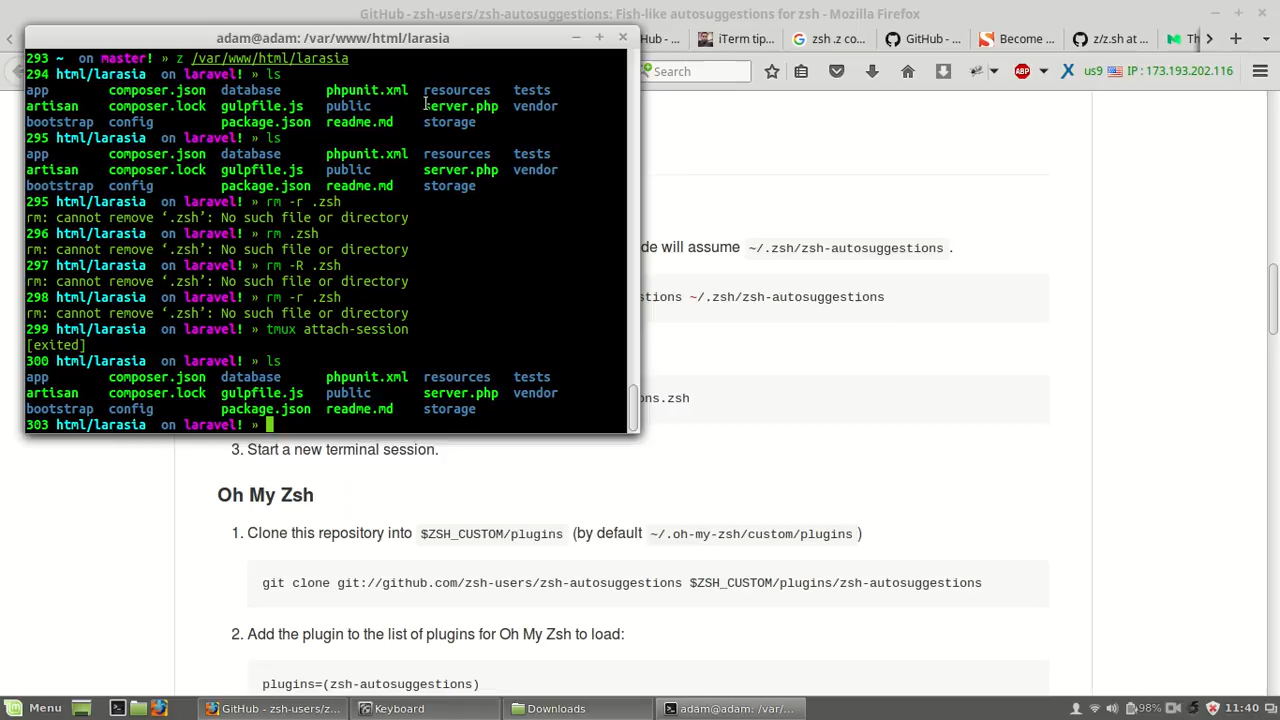 GitHub - zsh-users/zsh-autosuggestions: Fish-like autosuggestions for zsh - Mozilla Firefox
adam@adam: /var/www/html/larasia
iTerm tip...
zsh .z co...
GitHub - ...
Become ...
z/z.sh at ...
Th
Search
ABP
us9
IP : 173.193.202.116
293 ~  on master! » z /var/www/html/larasia
294 html/larasia  on laravel! » ls
app composer.json database phpunit.xml resources tests
artisan composer.lock gulpfile.js public server.php vendor
bootstrap config package.json readme.md storage
295 html/larasia  on laravel! » ls
app composer.json database phpunit.xml resources tests
artisan composer.lock gulpfile.js public server.php vendor
bootstrap config package.json readme.md storage
295 html/larasia  on laravel! » rm -r .zsh
rm: cannot remove ‘.zsh’: No such file or directory
296 html/larasia  on laravel! » rm .zsh
rm: cannot remove ‘.zsh’: No such file or directory
297 html/larasia  on laravel! » rm -R .zsh
rm: cannot remove ‘.zsh’: No such file or directory
298 html/larasia  on laravel! » rm -r .zsh
rm: cannot remove ‘.zsh’: No such file or directory
299 html/larasia  on laravel! » tmux attach-session
[exited]
300 html/larasia  on laravel! » ls
app composer.json database phpunit.xml resources tests
artisan composer.lock gulpfile.js public server.php vendor
bootstrap config package.json readme.md storage
303 html/larasia  on laravel! »
de will assume ~/.zsh/zsh-autosuggestions .
stions ~/.zsh/zsh-autosuggestions
ons.zsh
3. Start a new terminal session.
Oh My Zsh
1. Clone this repository into $ZSH_CUSTOM/plugins (by default ~/.oh-my-zsh/custom/plugins )
git clone git://github.com/zsh-users/zsh-autosuggestions $ZSH_CUSTOM/plugins/zsh-autosuggestions
2. Add the plugin to the list of plugins for Oh My Zsh to load:
plugins=(zsh-autosuggestions)
Menu
GitHub - zsh-users/z...
Keyboard
Downloads
adam@adam: /var/...
98%
11:40